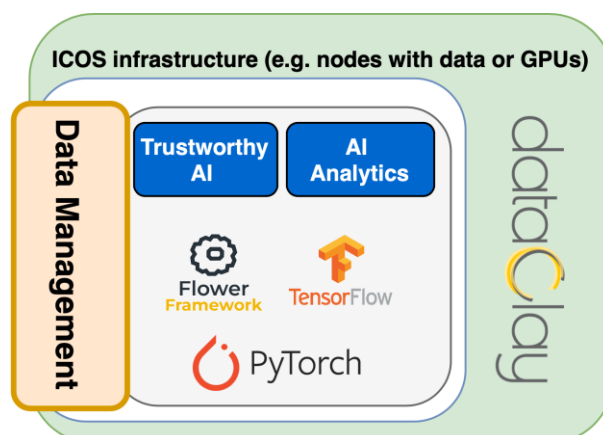 ICOS infrastructure (e.g. nodes with data or GPUs)
Data Management
Trustworthy
AI
AI
Analytics
Flower
Framework
TensorFlow
PyTorch
dataClay